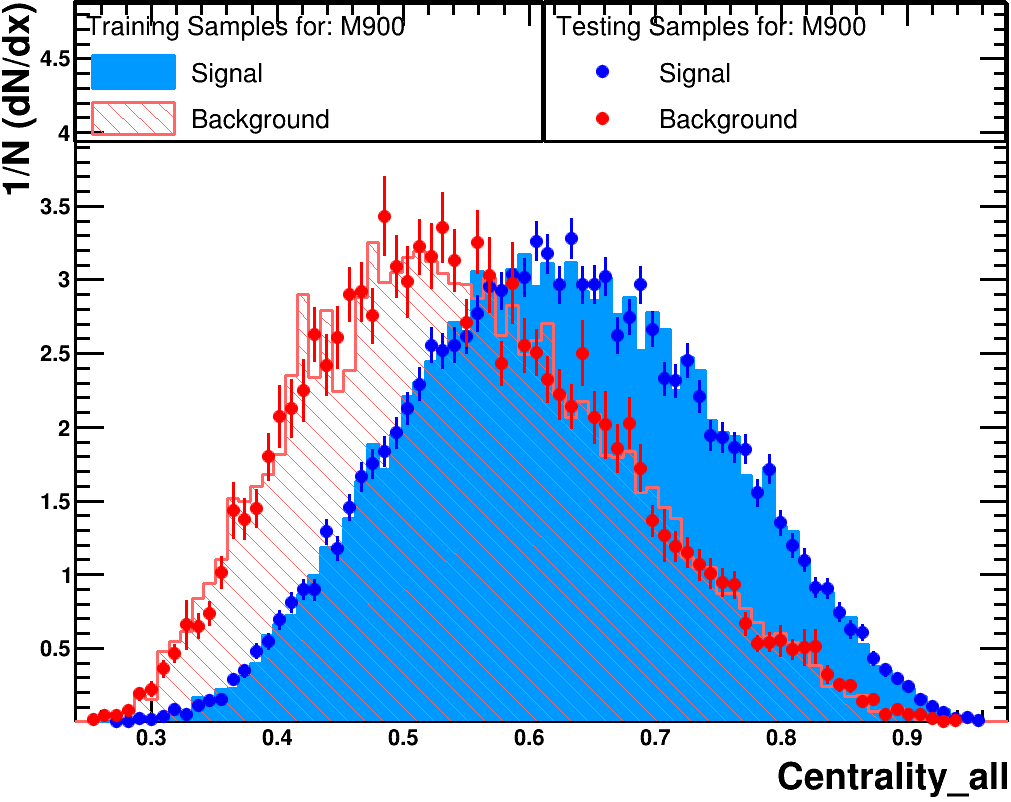 Training Samples for: M900
Signal
Background
Testing Samples for: M900
Signal
Background
1/N (dN/dx)
4.5
4
3.5
3
2.5
2
1.5
1
0.5
0.3 0.4 0.5 0.6 0.7 0.8 0.9
Centrality_all